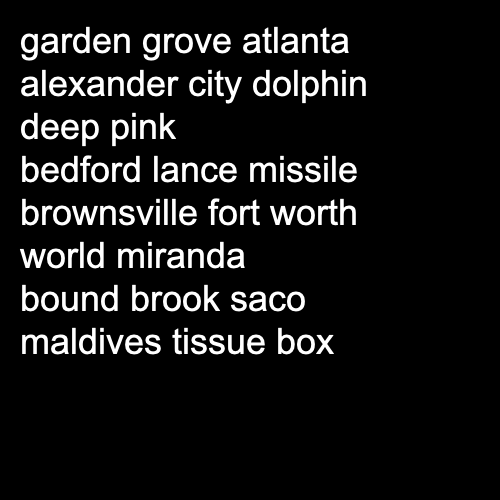 garden grove atlanta
alexander city dolphin
deep pink
bedford lance missile
brownsville fort worth
world miranda
bound brook saco
maldives tissue box